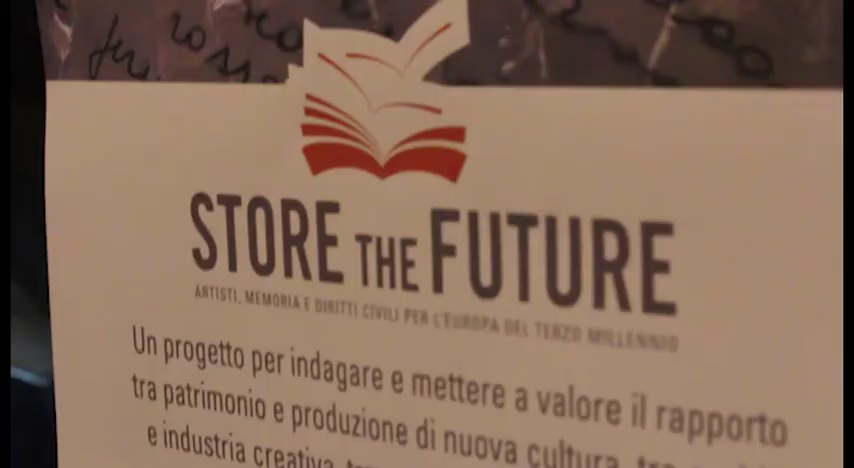 STORE THE FUTURE
ARTISTI, MEMORIA E DIRITTI CIVILI PER L'EUROPA DEL TERZO MILLENNIO
Un progetto per indagare e mettere a valore il rapporto
tra patrimonio e produzione di nuova cultura,
e industria creativa,